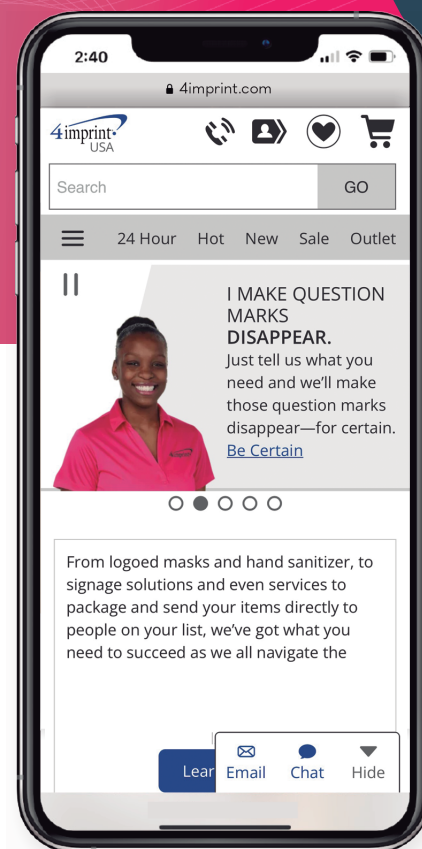 2:40
4imprint.com
4imprint
USA
Search
GO
24 Hour Hot New Sale Outlet
I MAKE QUESTION
MARKS
DISAPPEAR.
Just tell us what you
need and we’ll make
those question marks
disappear—for certain.
Be Certain
From logoed masks and hand sanitizer, to
signage solutions and even services to
package and send your items directly to
people on your list, we’ve got what you
need to succeed as we all navigate the
Lear
Email Chat Hide